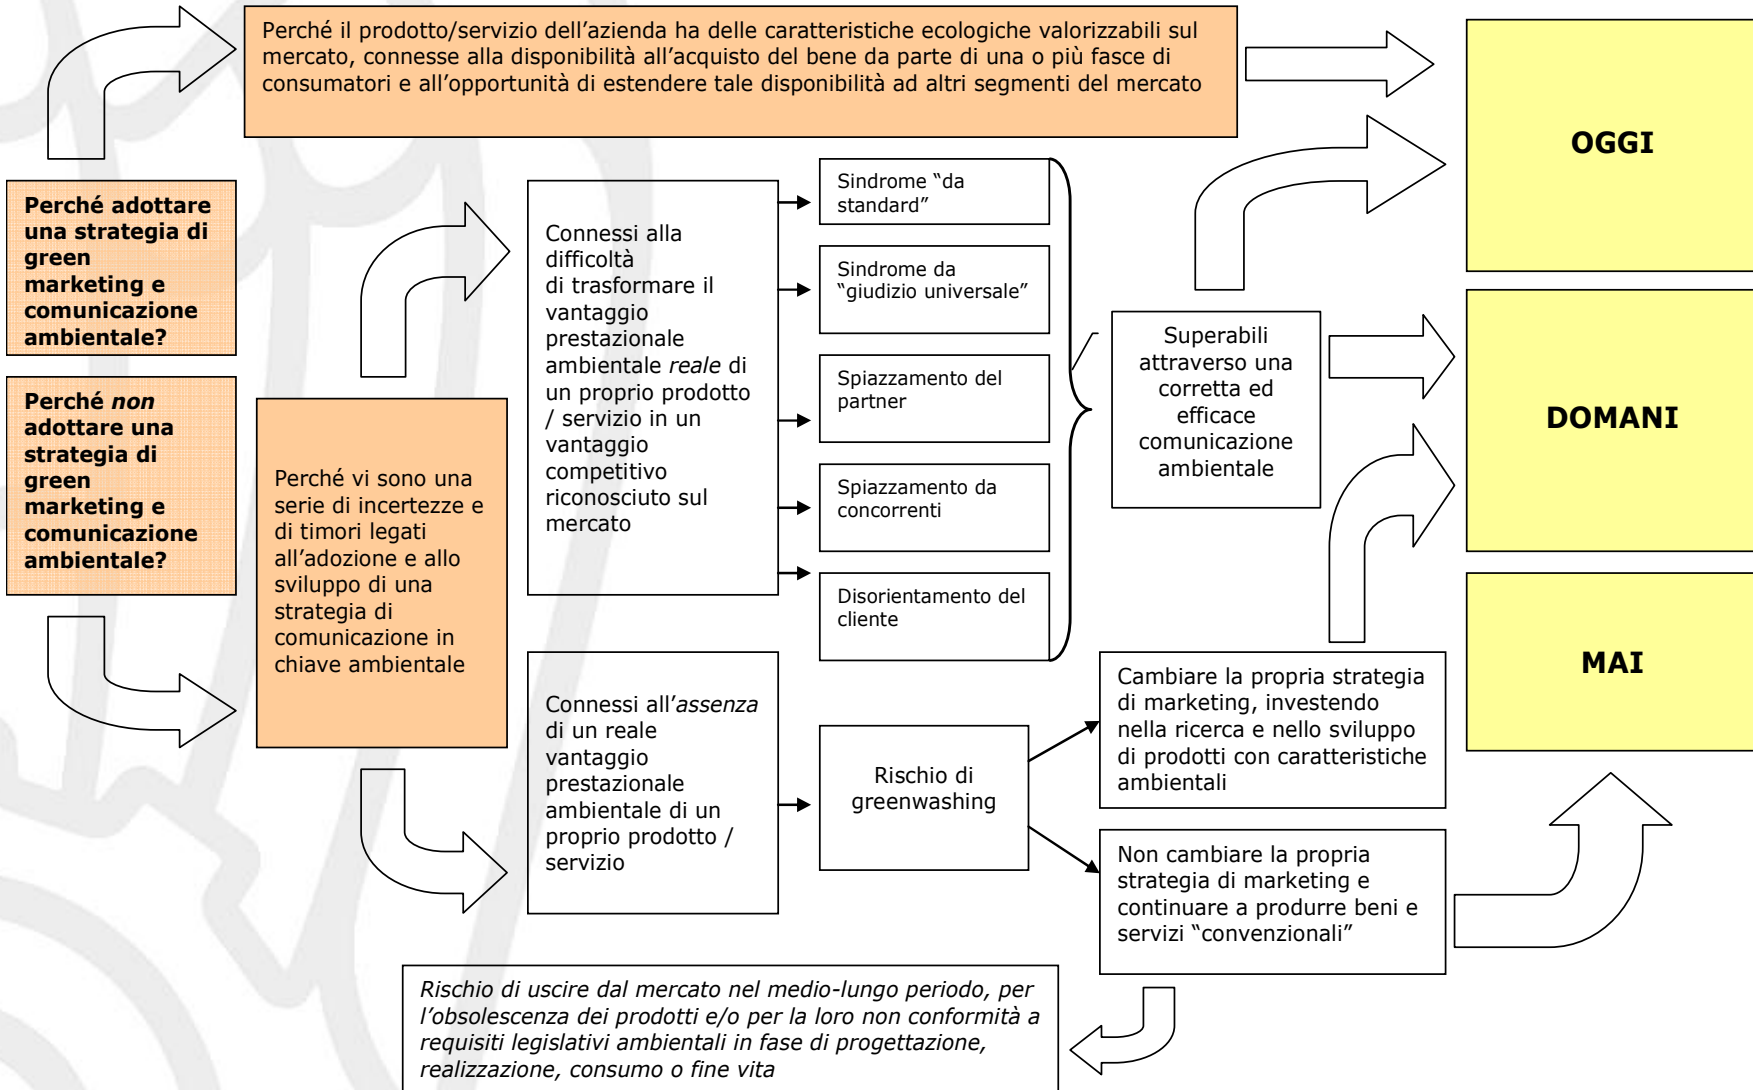 Perché il prodotto/servizio dell'azienda ha delle caratteristiche ecologiche valorizzabili sul
mercato, connesse alla disponibilità all'acquisto del bene da parte di una o più fasce di
consumatori e all'opportunità di estendere tale disponibilità ad altri segmenti del mercato
OGGI
Perché adottare
una strategia di
green
marketing e
comunicazione
ambientale?
Perché non
adottare una
strategia di
green
marketing e
comunicazione
ambientale?
Perché vi sono una
serie di incertezze e
di timori legati
all'adozione e allo
sviluppo di una
strategia di
comunicazione in
chiave ambientale
Connessi alla
difficoltà
di trasformare il
vantaggio
prestazionale
ambientale reale di
un proprio prodotto
/ servizio in un
vantaggio
competitivo
riconosciuto sul
mercato
Sindrome "da
standard"
Sindrome da
"giudizio universale"
Spiazzamento del
partner
Spiazzamento da
concorrenti
Disorientamento del
cliente
Superabili
attraverso una
corretta ed
efficace
comunicazione
ambientale
DOMANI
Connessi all'assenza
di un reale
vantaggio
prestazionale
ambientale di un
proprio prodotto /
servizio
Rischio di
greenwashing
Cambiare la propria strategia
di marketing, investendo
nella ricerca e nello sviluppo
di prodotti con caratteristiche
ambientali
Non cambiare la propria
strategia di marketing e
continuare a produrre beni e
servizi "convenzionali"
MAI
Rischio di uscire dal mercato nel medio-lungo periodo, per
l'obsolescenza dei prodotti e/o per la loro non conformità a
requisiti legislativi ambientali in fase di progettazione,
realizzazione, consumo o fine vita